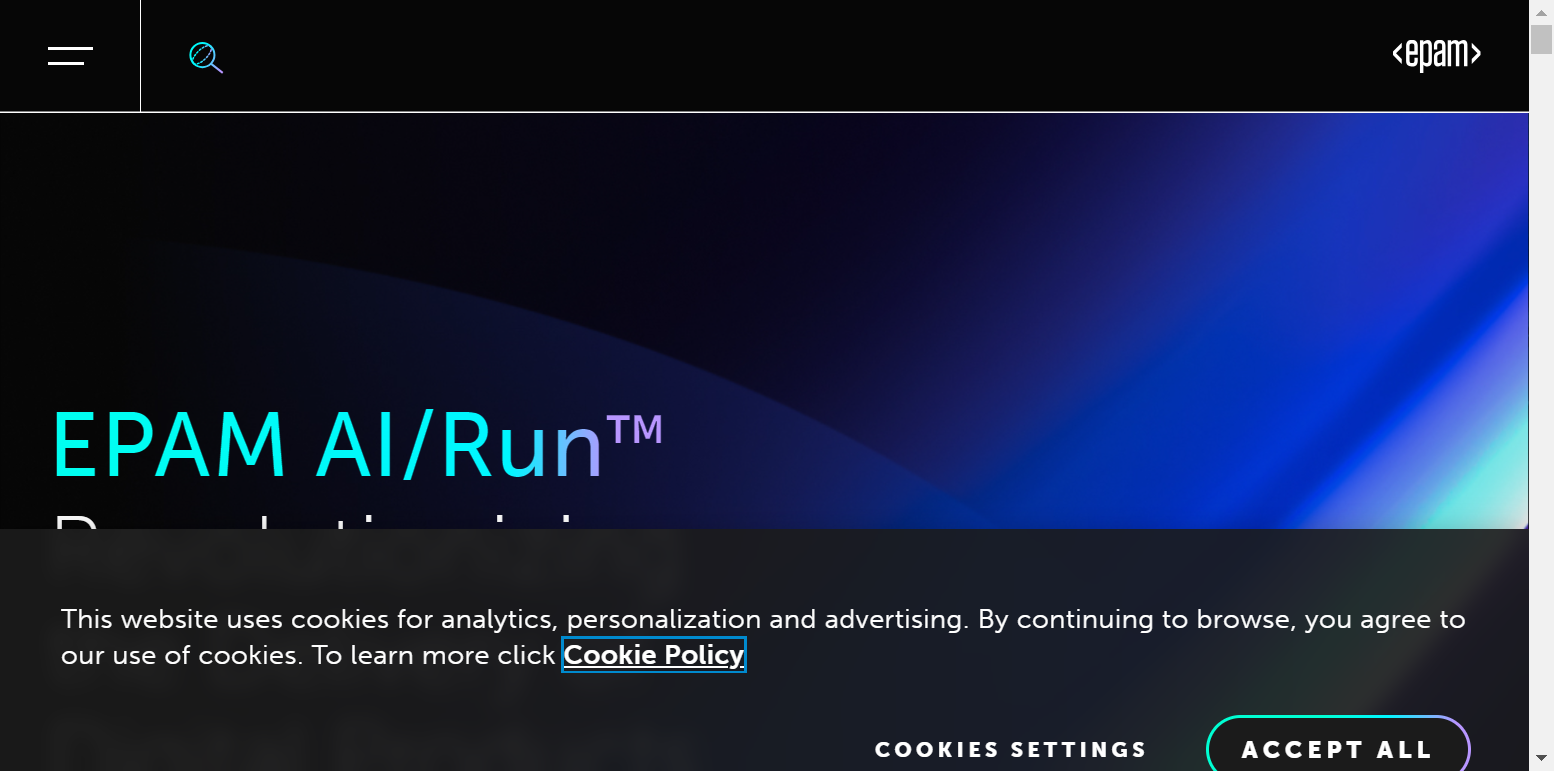 <epam>
EPAM AI/Run™
Revolutionizing
This website uses cookies for analytics, personalization and advertising. By continuing to browse, you agree to
our use of cookies. To learn more click Cookie Policy
COOKIES SETTINGS
ACCEPT ALL